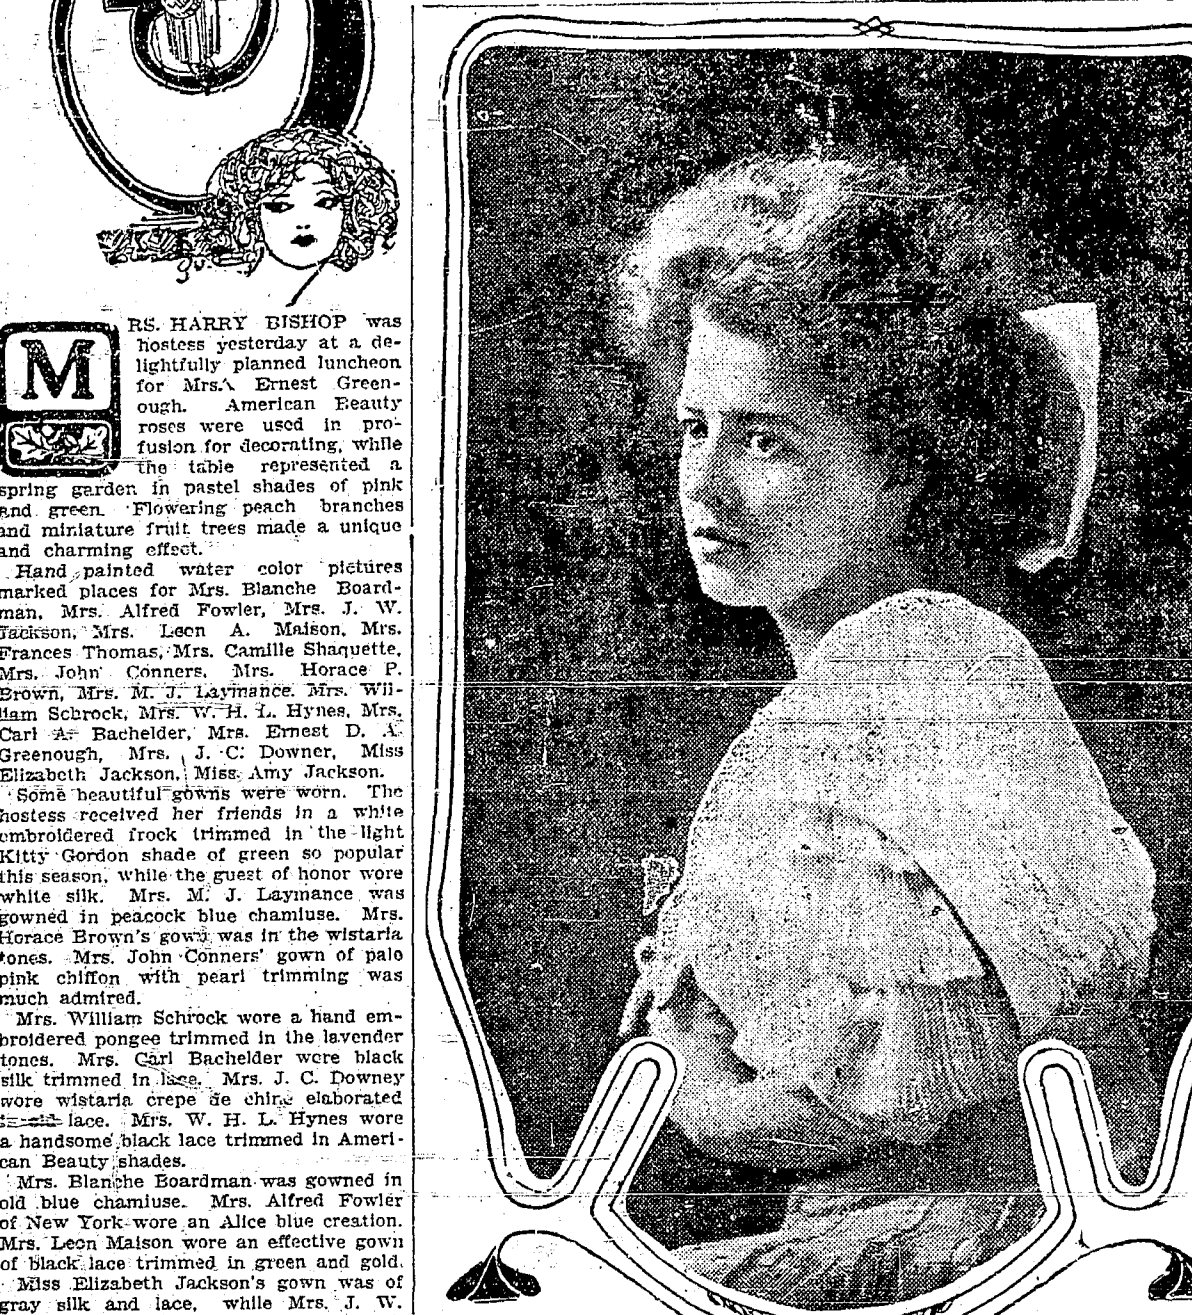 M
RS. HARRY BISHOP was
hostess yesterday at a de-
lightfully planned luncheon
for Mrs. Ernest Green-
ough. American Beauty
roses were used in pro-
fusion for decorating, while
the table represented a
spring garden in pastel shades of pink
and green. Flowering peach branches
and miniature fruit trees made a unique
and charming effect.
Hand painted water color pictures
marked places for Mrs. Blanche Board-
man, Mrs. Alfred Fowler, Mrs. J. W.
Jackson, Mrs. Leon A. Maison, Mrs.
Frances Thomas, Mrs. Camille Shaquette,
Mrs. John Conners, Mrs. Horace P.
Brown, Mrs. M. J. Laymance. Mrs. Wil-
liam Schrock, Mrs. W. H. L. Hynes, Mrs.
Carl A. Bachelder, Mrs. Ernest D. A.
Greenough, Mrs. J. C. Downer, Miss
Elizabeth Jackson, Miss Amy Jackson.
Some beautiful gowns were worn. The
hostess received her friends in a white
embroidered frock trimmed in the light
Kitty Gordon shade of green so popular
this season, while the guest of honor wore
white silk. Mrs. M. J. Laymance was
gowned in peacock blue chamiuse. Mrs.
Horace Brown's gown was in the wistaria
tones. Mrs. John Conners' gown of pale
pink chiffon with pearl trimming was
much admired.
Mrs. William Schrock wore a hand em-
broidered pongee trimmed in the lavender
tones. Mrs. Carl Bachelder were black
silk trimmed in lace. Mrs. J. C. Downey
wore wistaria crepe de chine elaborated
lace. Mrs. W. H. L. Hynes wore
a handsome black lace trimmed in Ameri-
can Beauty shades.
Mrs. Blanche Boardman was gowned in
old blue chamiuse. Mrs. Alfred Fowler
of New York wore an Alice blue creation.
Mrs. Leon Maison wore an effective gown
of black lace trimmed in green and gold.
Miss Elizabeth Jackson's gown was of
gray silk and lace, while Mrs. J. W.